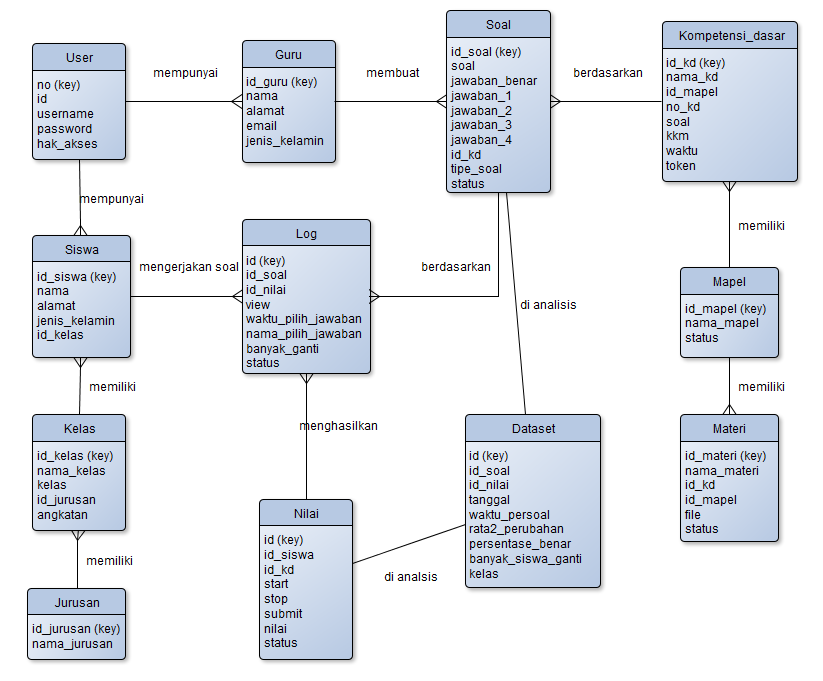 User
no (key)
id
username
password
hak_akses
mempunyai
Guru
id_guru (key)
nama
alamat
email
jenis_kelamin
membuat
Soal
id_soal (key)
soal
jawaban_benar
jawaban_1
jawaban_2
jawaban_3
jawaban_4
id_kd
tipe_soal
status
berdasarkan
Kompetensi_dasar
id_kd (key)
nama_kd
id_mapel
no_kd
soal
kkm
waktu
token
mempunyai
memiliki
Siswa
id_siswa (key)
nama
alamat
jenis_kelamin
id_kelas
mengerjakan soal
Log
id (key)
id_soal
id_nilai
view
waktu_pilih_jawaban
nama_pilih_jawaban
banyak_ganti
status
berdasarkan
di analisis
Mapel
id_mapel (key)
nama_mapel
status
memiliki
memiliki
menghasilkan
Kelas
id_kelas (key)
nama_kelas
kelas
id_jurusan
angkatan
Dataset
id (key)
id_soal
id_nilai
tanggal
waktu_persoal
rata2_perubahan
persentase_benar
banyak_siswa_ganti
kelas
Materi
id_materi (key)
nama_materi
id_kd
id_mapel
file
status
Nilai
id (key)
id_siswa
id_kd
start
stop
submit
nilai
status
di analsis
memiliki
Jurusan
id_jurusan (key)
nama_jurusan